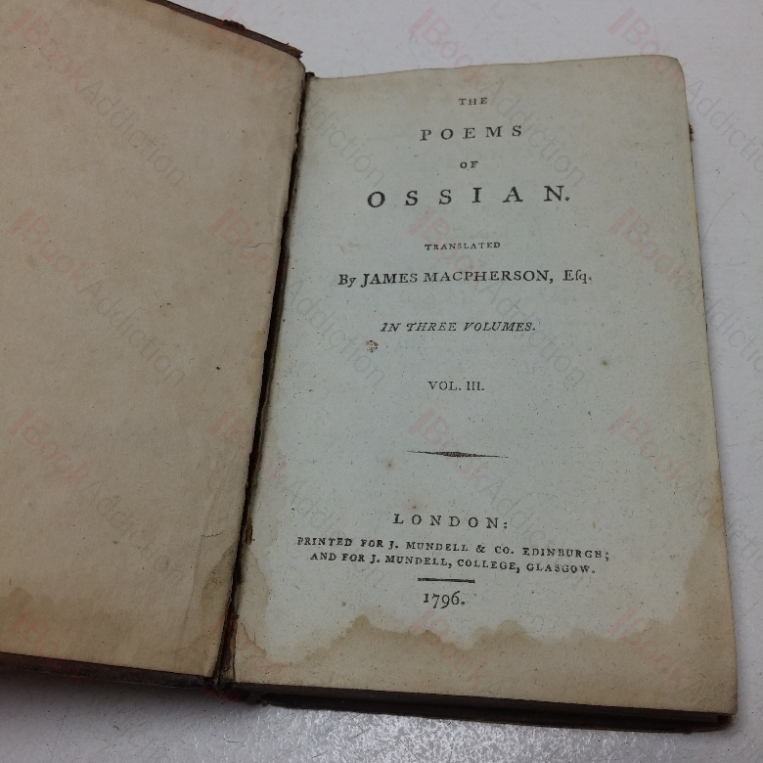 THE
POEMS
OF
OSSIAN.
TRANSLATED
By JAMES MACPHERSON, Eſq.
IN THREE VOLUMES.
VOL. III.
LONDON:
PRINTED FOR J. MUNDELL & CO. EDINBURGH;
AND FOR J. MUNDELL, COLLEGE, GLASGOW.
1796.
BookAddiction